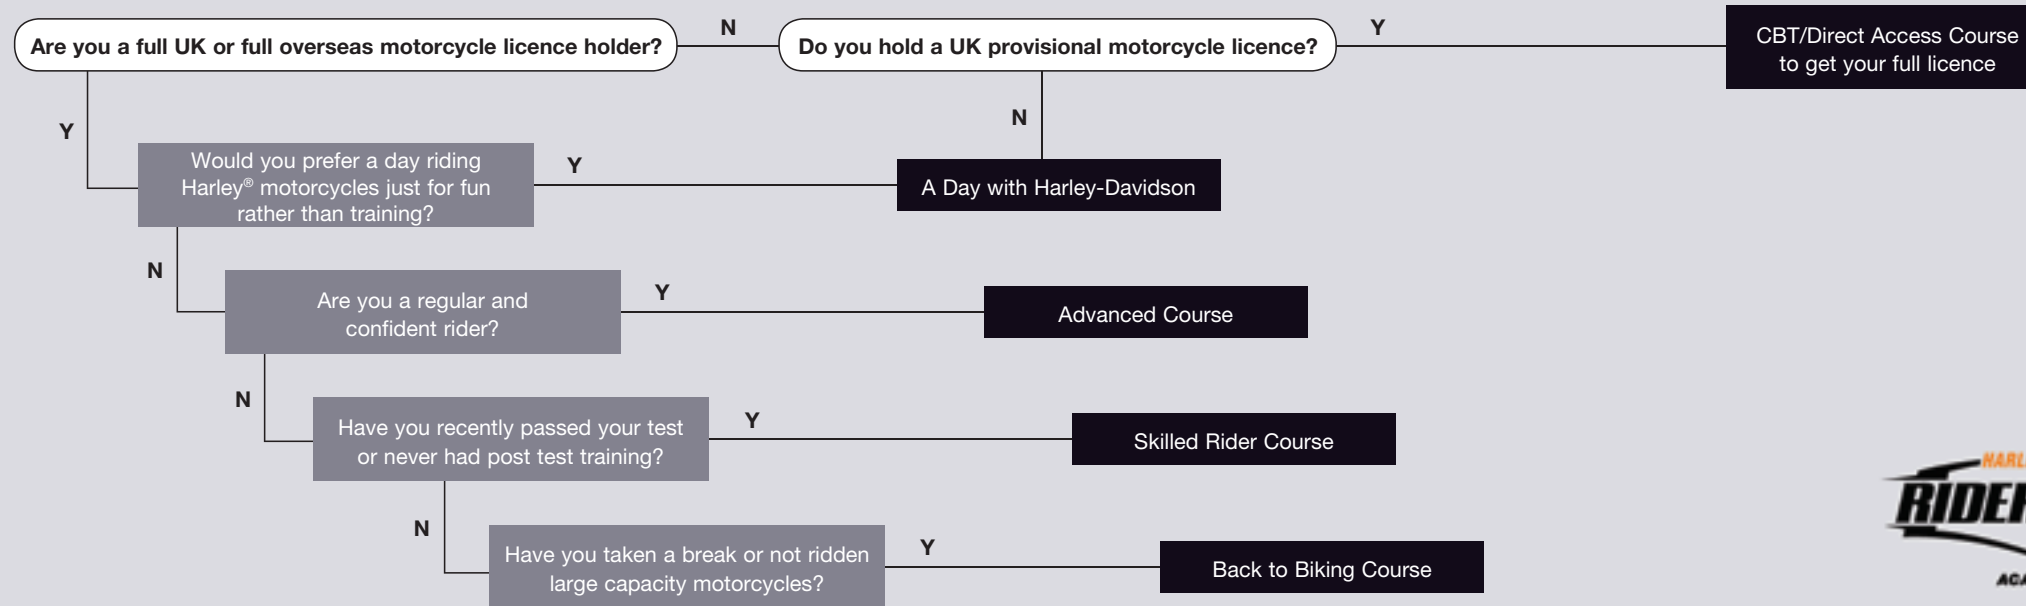 Are you a full UK or full overseas motorcycle licence holder?
N
Do you hold a UK provisional motorcycle licence?
Y
CBT/Direct Access Course
to get your full licence
Y
N
Would you prefer a day riding
Harley® motorcycles just for fun
rather than training?
Y
A Day with Harley-Davidson
N
Are you a regular and
confident rider?
Y
Advanced Course
N
Have you recently passed your test
or never had post test training?
Y
Skilled Rider Course
N
Have you taken a break or not ridden
large capacity motorcycles?
Y
Back to Biking Course